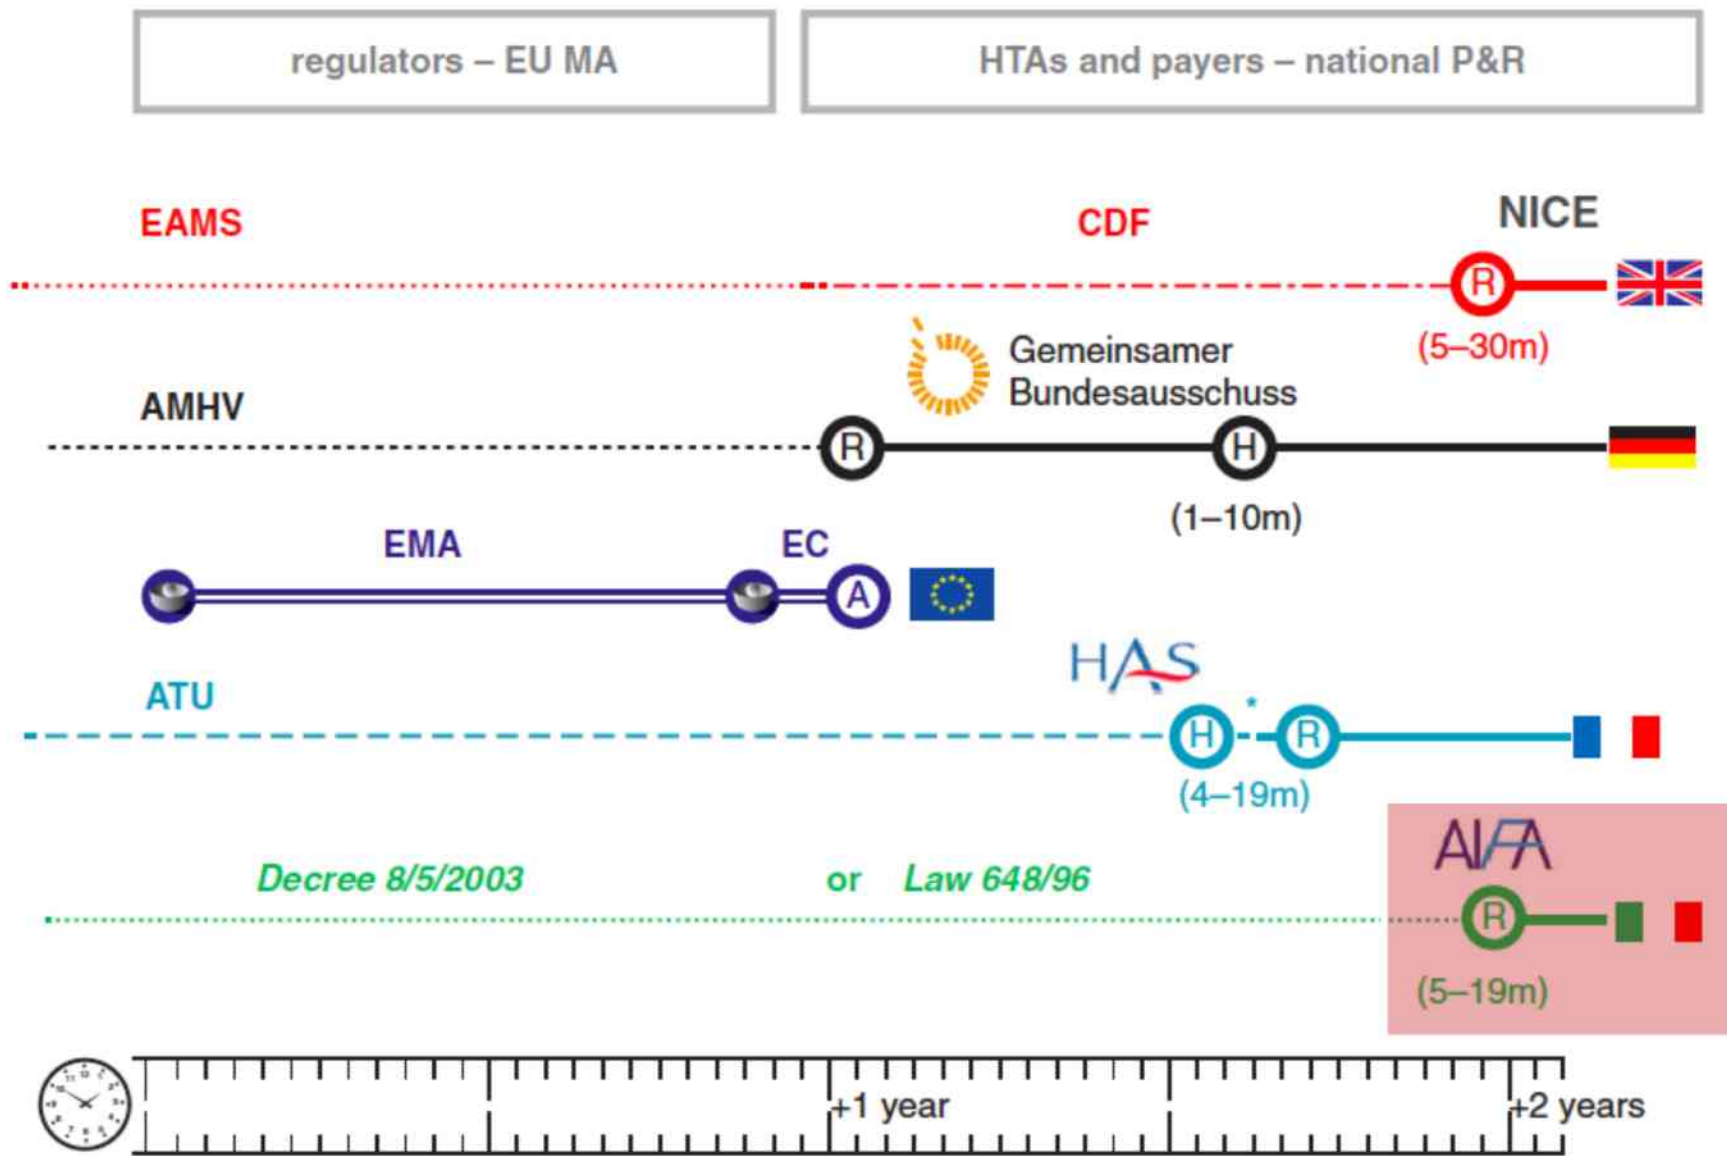 regulators – EU MA
HTAs and payers – national P&R
EAMS
CDF
NICE
R
(5–30m)
Gemeinsamer
Bundesausschuss
AMHV
R
H
(1–10m)
EMA
EC
A
HAS
ATU
*
H
R
(4–19m)
AIFA
Decree 8/5/2003
or
Law 648/96
R
(5–19m)
+1 year
+2 years